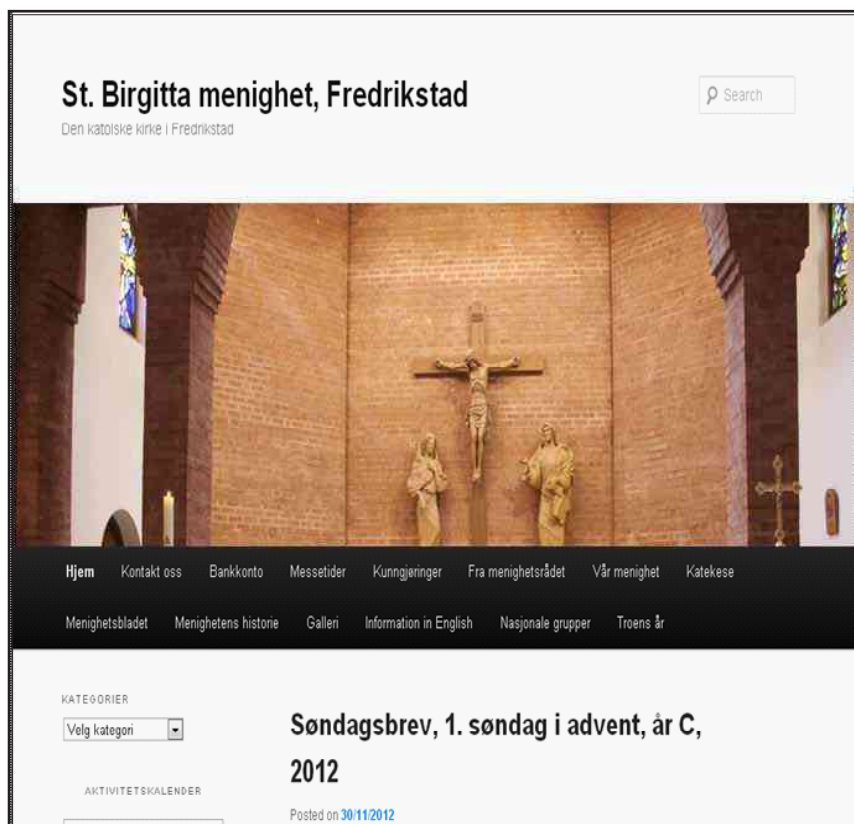 St. Birgitta menighet, Fredrikstad
Den katolske kirke i Fredrikstad
Search
Hjem Kontakt oss Bankkonto Messetider Kunngjøringer Fra menighetsrådet Vår menighet Katekese
Menighetsbladet Menighetens historie Galleri Information in English Nasjonale grupper Troens år
KATEGORIER
Velg kategori
AKTIVITETSKALENDER
Søndagsbrev, 1. søndag i advent, år C,
2012
Posted on 30/11/2012